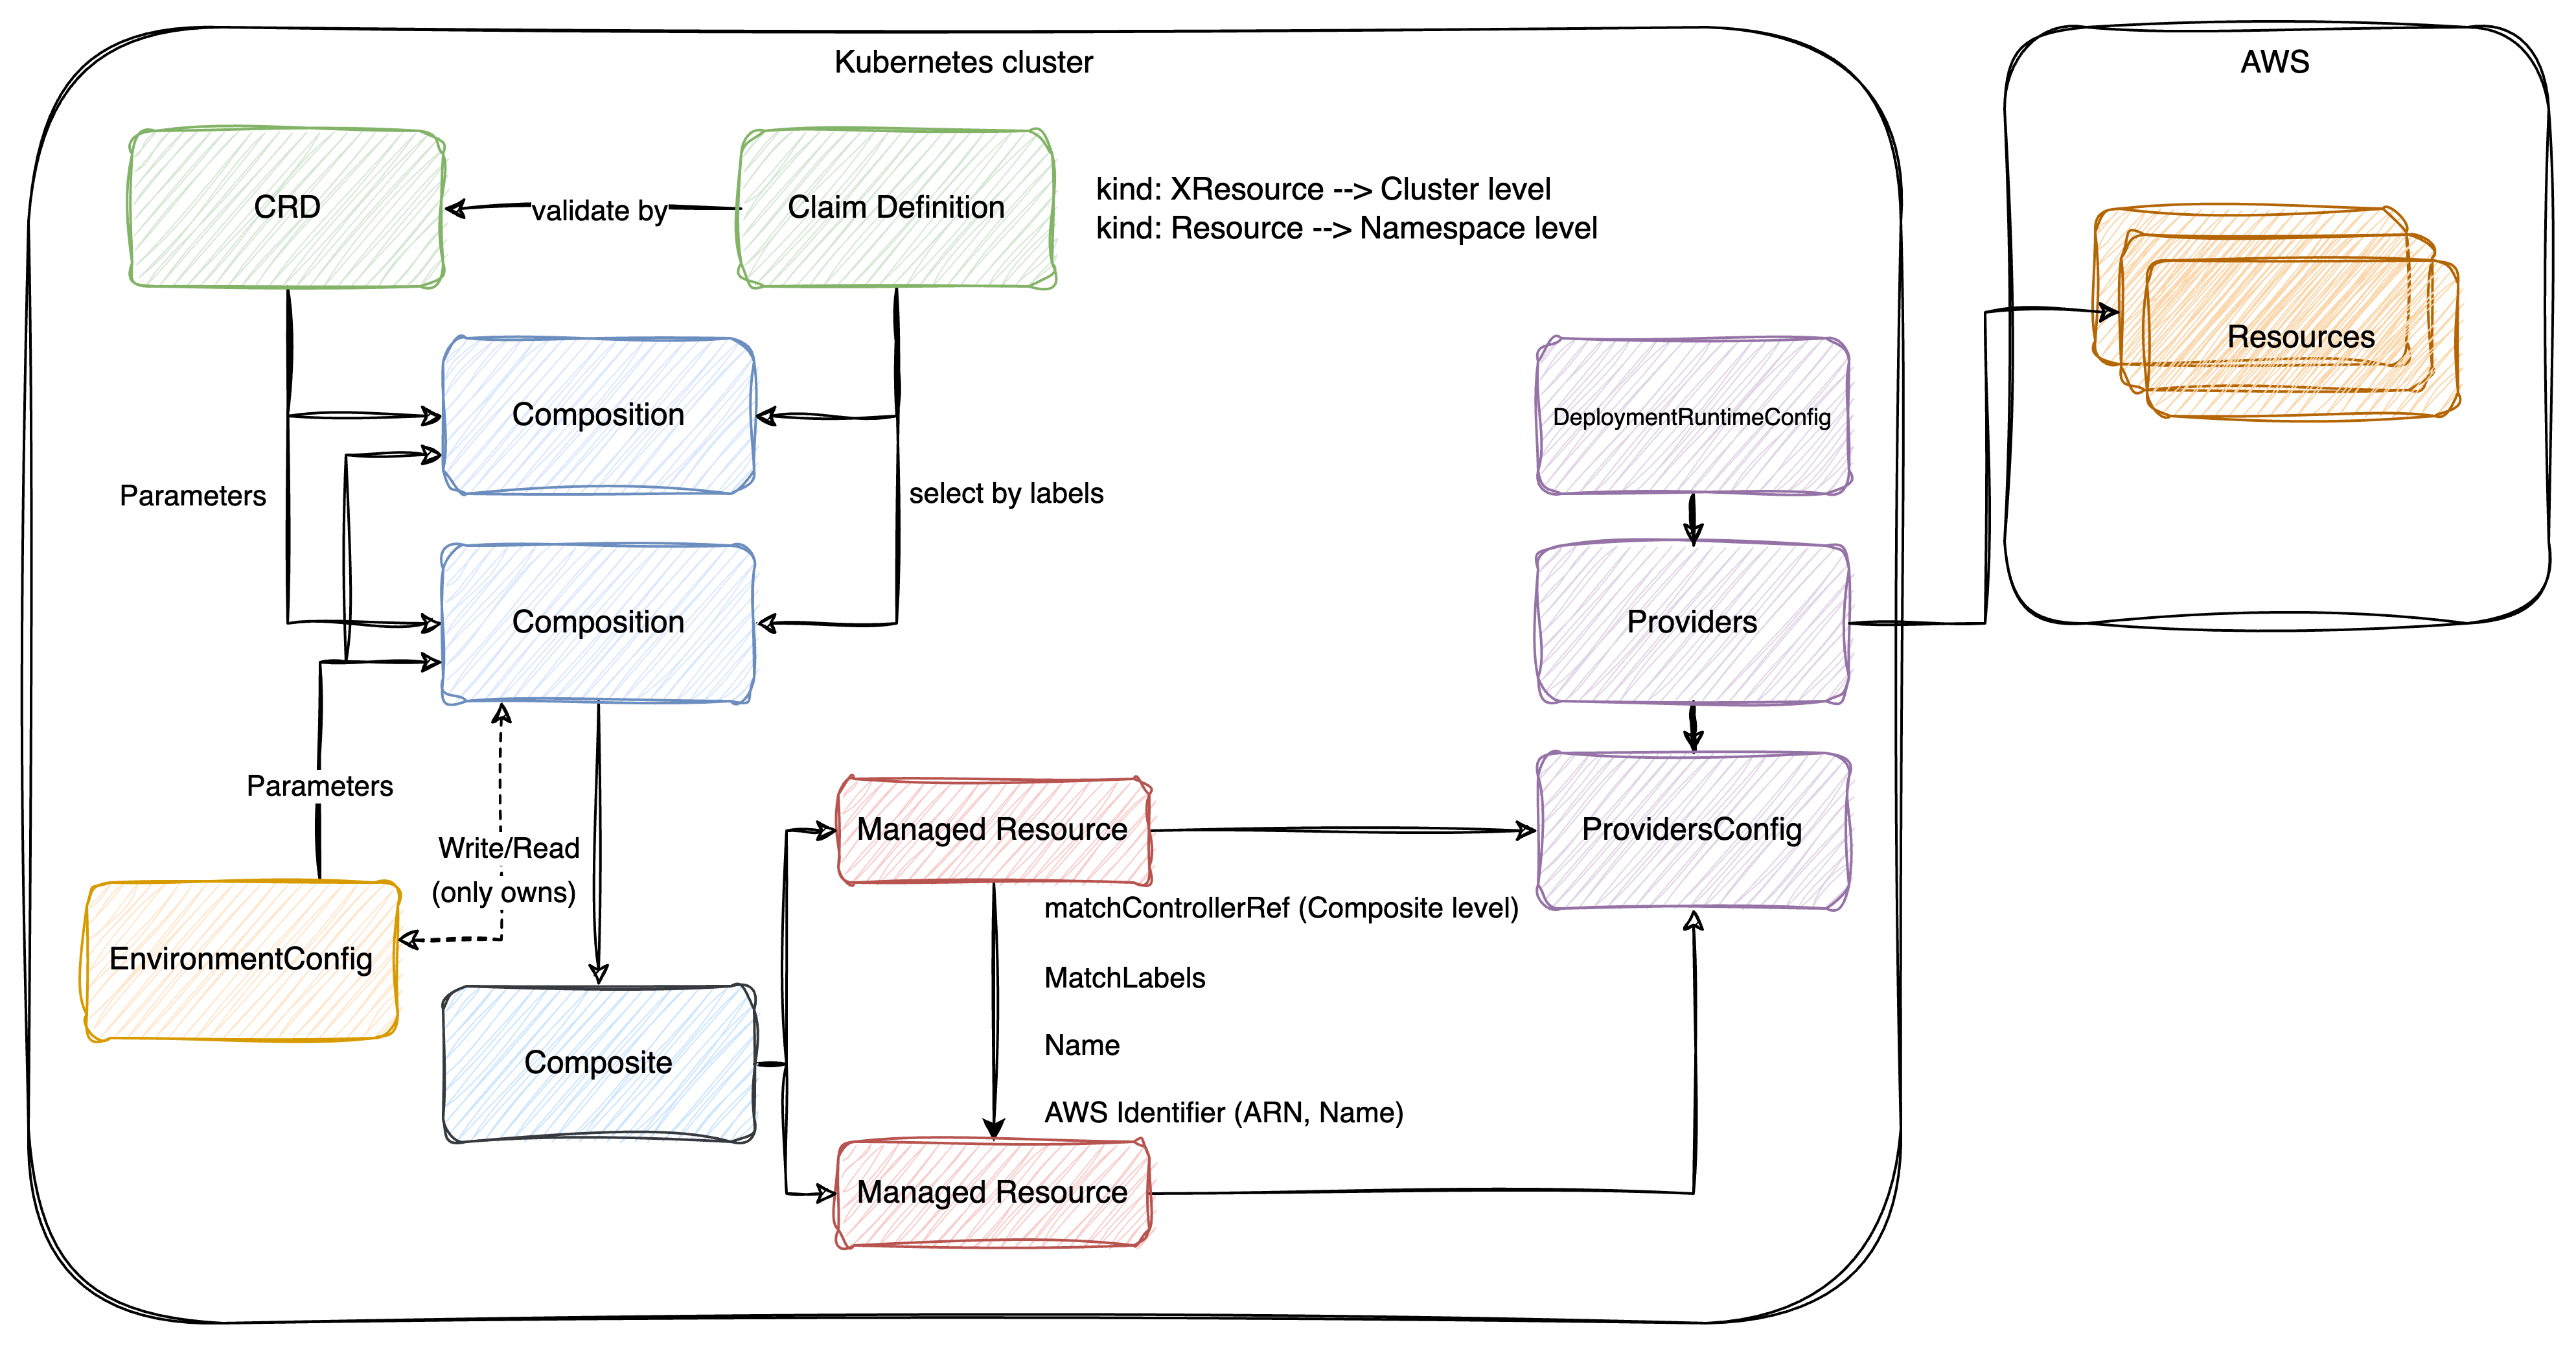 Kubernetes cluster
AWS
CRD
validate by
Claim Definition
kind: XResource --> Cluster level
kind: Resource --> Namespace level
Resources
Composition
DeploymentRuntimeConfig
Parameters
select by labels
Composition
Providers
Parameters
Write/Read
(only owns)
Managed Resource
ProvidersConfig
matchControllerRef (Composite level)
EnvironmentConfig
MatchLabels
Name
Composite
AWS Identifier (ARN, Name)
Managed Resource